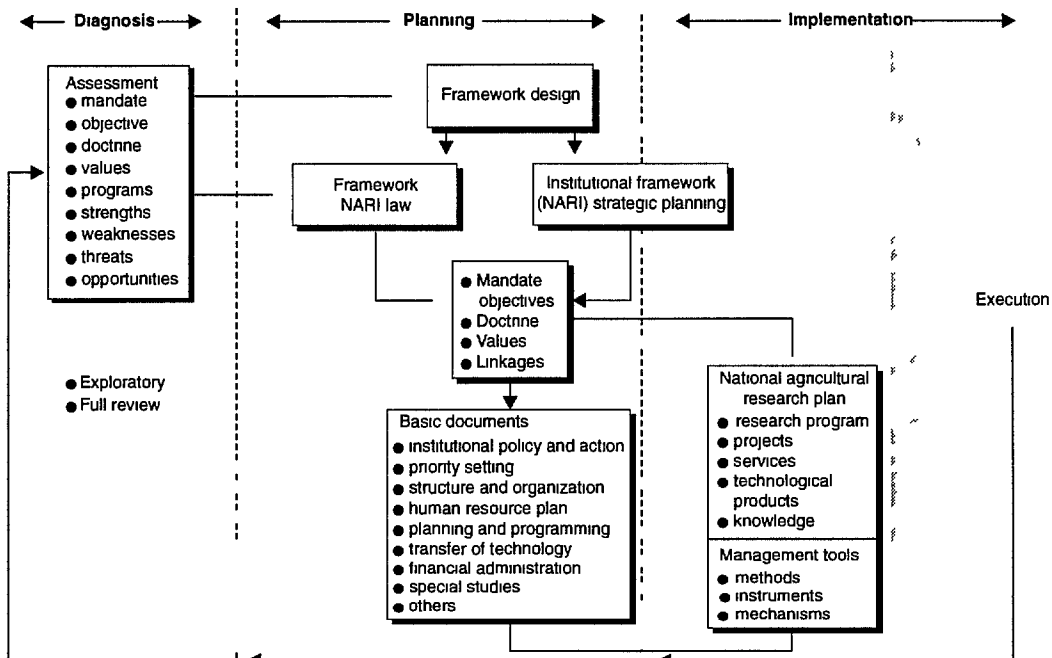 Diagnosis
Planning
Implementation
Assessment
● mandate
● objective
● doctrine
● values
● programs
● strengths
● weaknesses
● threats
● opportunities
● Exploratory
● Full review
Framework design
Framework
NARI law
Institutional framework
(NARI) strategic planning
● Mandate
objectives
● Doctrine
● Values
● Linkages
Basic documents
● institutional policy and action
● priority setting
● structure and organization
● human resource plan
● planning and programming
● transfer of technology
● financial administration
● special studies
● others
National agricultural
research plan
● research program
● projects
● services
● technological
products
● knowledge
Management tools
● methods
● instruments
● mechanisms
Execution